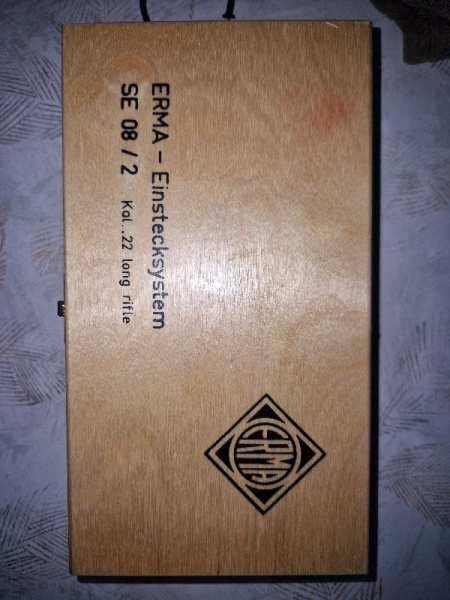 ERMA - Einstecksystem
SE 08 / 2 Kal. .22 long rifle
ERMA